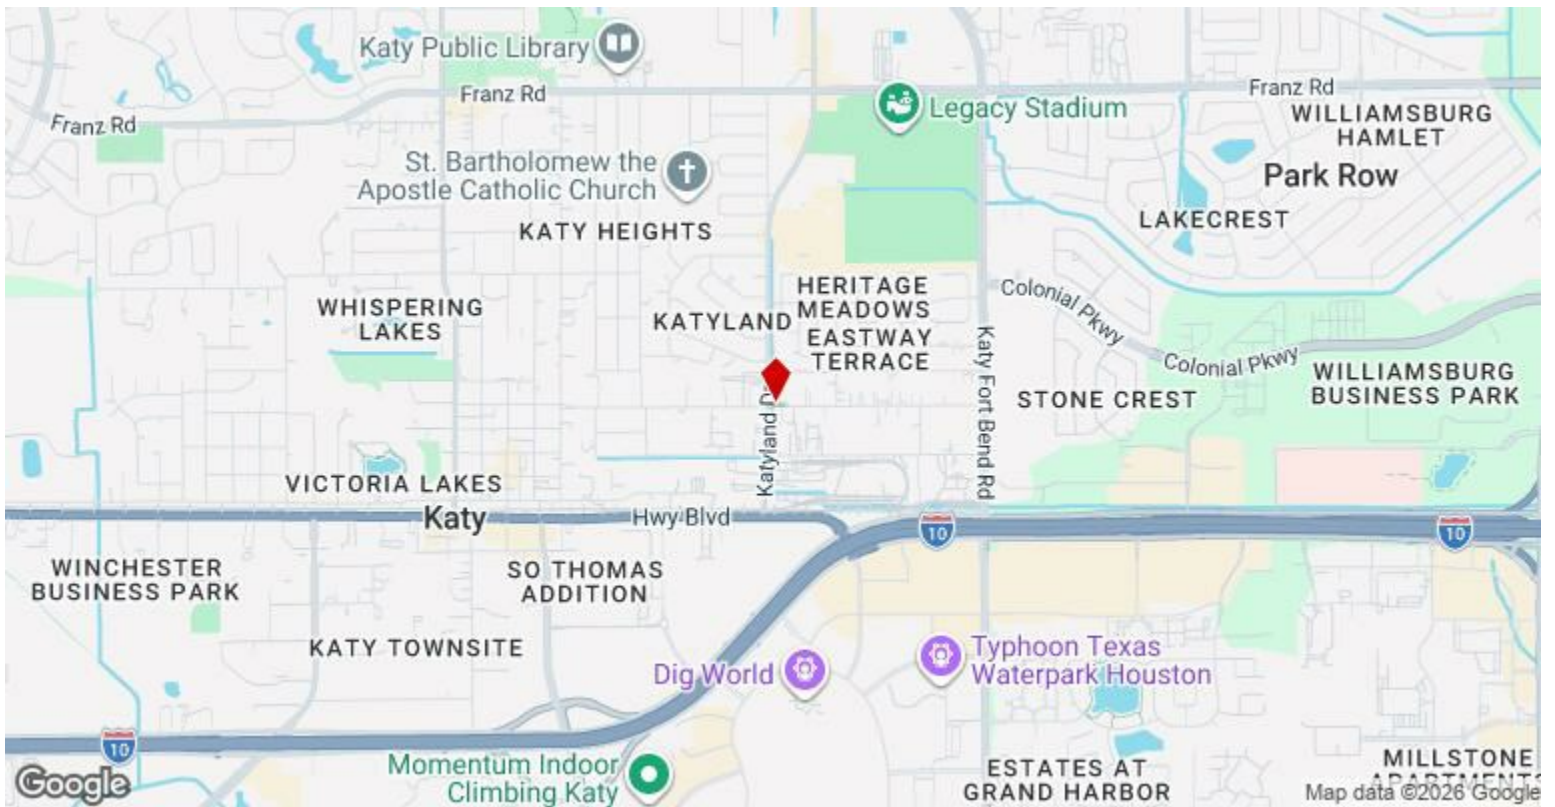 Katy Public Library
Franz Rd
Franz Rd
Franz Rd
Legacy Stadium
WILLIAMSBURG
HAMLET
Park Row
St. Bartholomew the
Apostle Catholic Church
KATY HEIGHTS
LAKECREST
HERITAGE
MEADOWS
Colonial Pkwy
WHISPERING
LAKES
KATYLAND
EASTWAY
TERRACE
Katy Fort Bend Rd
Colonial Pkwy
WILLIAMSBURG
BUSINESS PARK
STONE CREST
Katyland Dr
VICTORIA LAKES
Katy
Hwy Blvd
10
10
WINCHESTER
BUSINESS PARK
SO THOMAS
ADDITION
KATY TOWNSITE
Dig World
Typhoon Texas
Waterpark Houston
10
Momentum Indoor
Climbing Katy
ESTATES AT
GRAND HARBOR
MILLSTONE
APARTMENTS
Google
Map data ©2026 Google